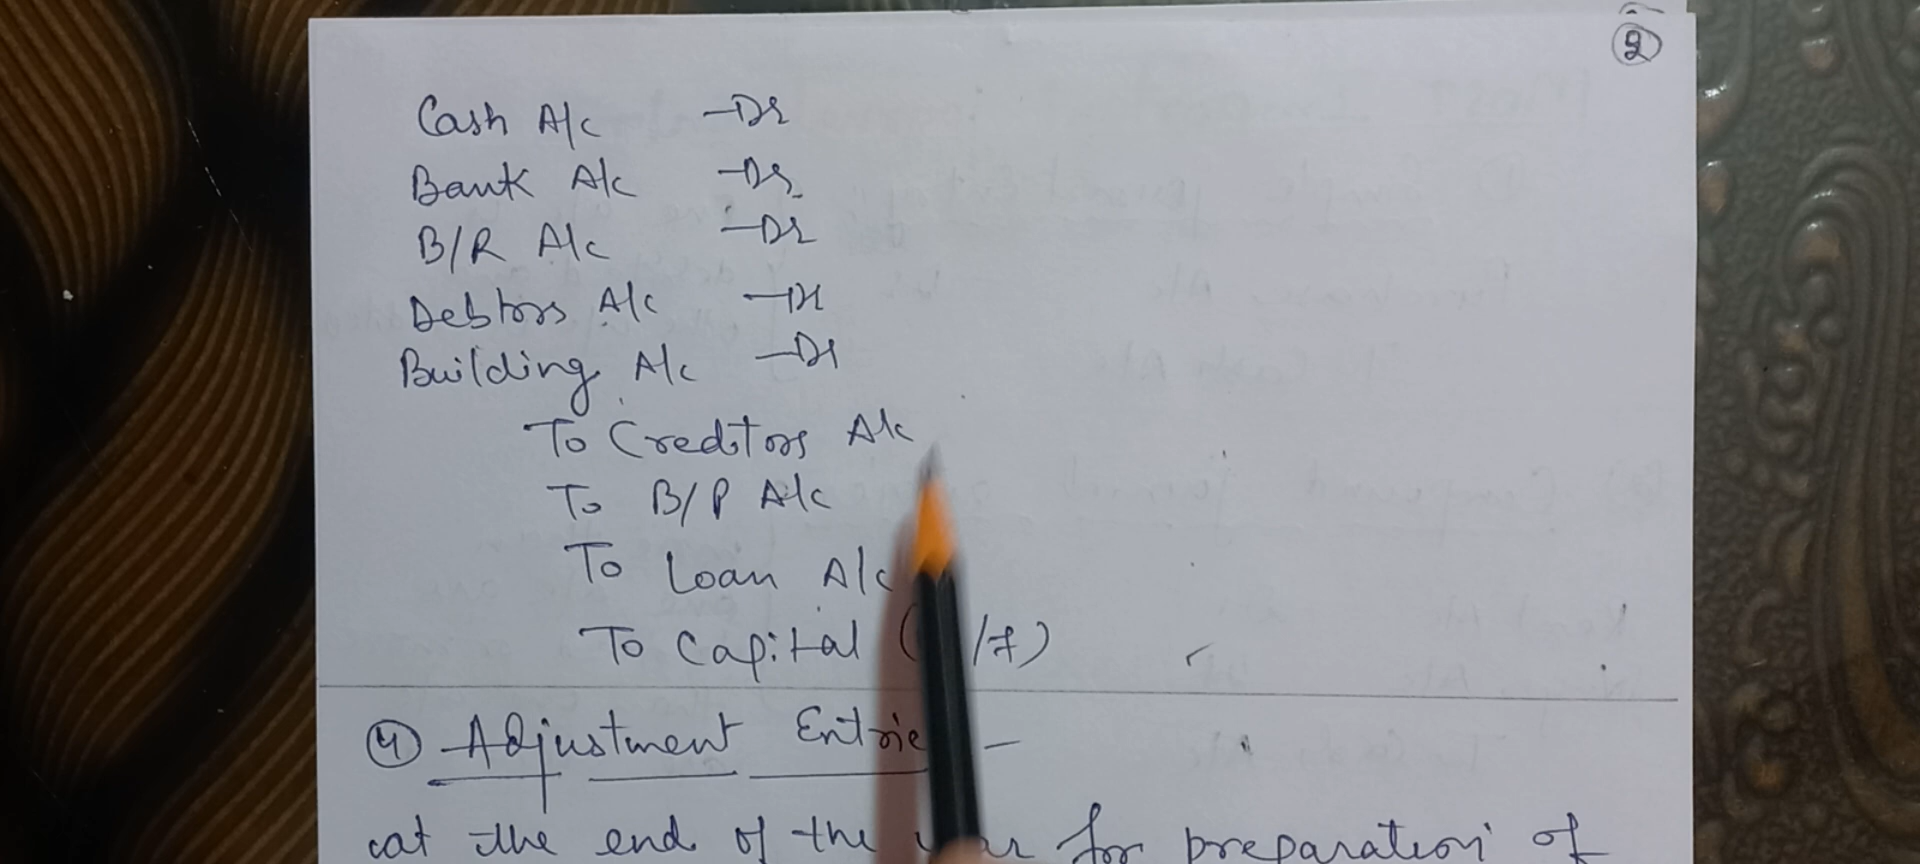 2
Cash A/c — Dr
Bank A/c — Dr
B/R A/c — Dr
Debtors A/c — Dr
Building A/c — Dr
To Creditors A/c
To B/P A/c
To Loan A/c
To Capital ( /f)
4 Adjustment Entrie —
at the end of the for preparation of